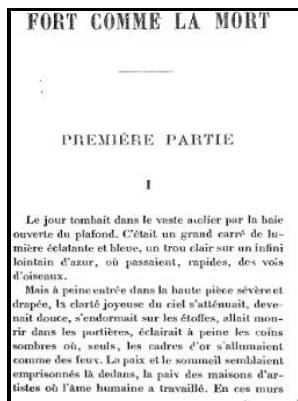 FORT COMME LA MORT
PREMIÈRE PARTIE
I
Le jour tombait dans le vaste atelier par la baie
ouverte du plafond. C'était un grand carré de lu-
mière éclatante et bleue, un trou clair sur un infini
lointain d'azur, où passaient, rapides, des vols
d'oiseaux.
Mais à peine entrée dans la haute pièce sévère et
drapée, la clarté joyeuse du ciel s'atténuait, deve-
nait douce, s'endormait sur les étoffes, allait mou-
rir dans les portières, éclairait à peine les coins
sombres où, seuls, les cadres d'or s'allumaient
comme des feux. La paix et le sommeil semblaient
emprisonnés là dedans, la paix des maisons d'ar-
tistes où l'âme humaine a travaillé. En ces murs